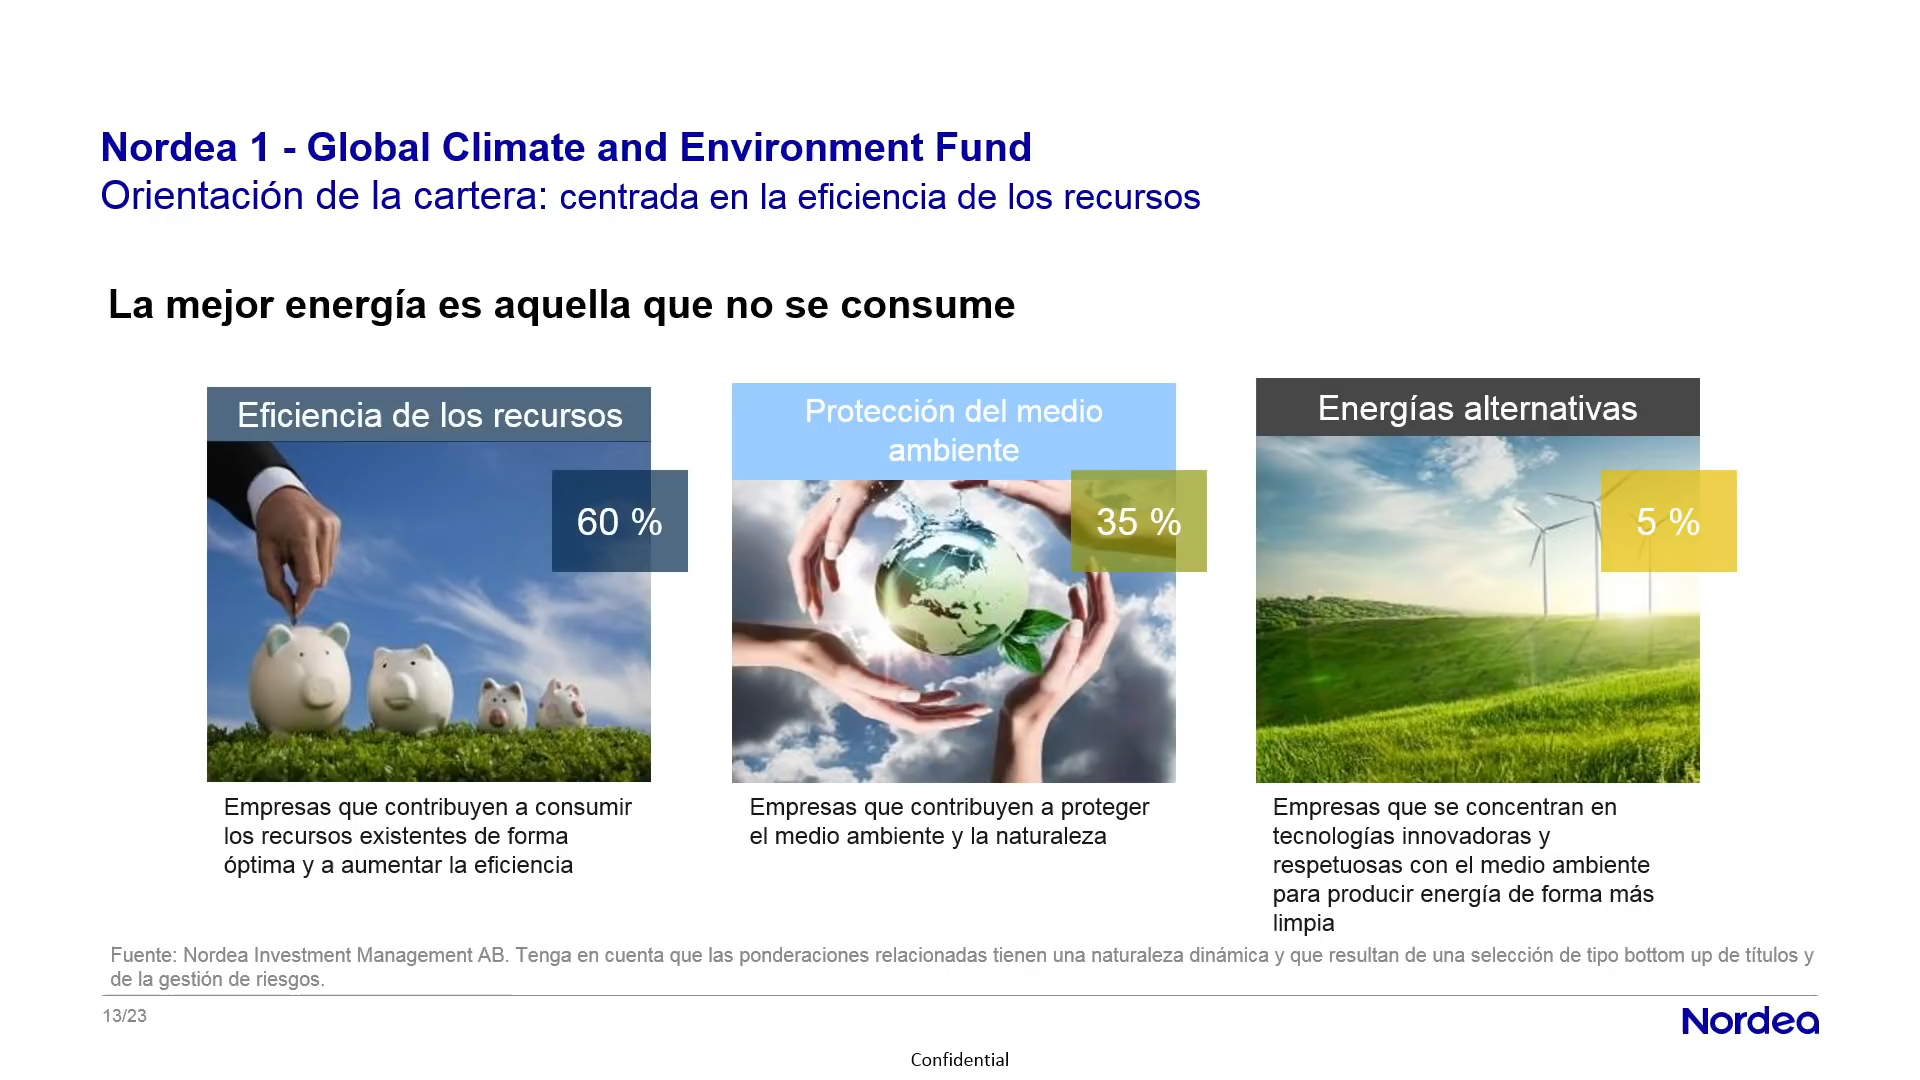 Nordea 1 - Global Climate and Environment Fund
Orientación de la cartera: centrada en la eficiencia de los recursos
La mejor energía es aquella que no se consume
Eficiencia de los recursos
60 %
Empresas que contribuyen a consumir
los recursos existentes de forma
óptima y a aumentar la eficiencia
Protección del medio
ambiente
35 %
Empresas que contribuyen a proteger
el medio ambiente y la naturaleza
Energías alternativas
5 %
Empresas que se concentran en
tecnologías innovadoras y
respetuosas con el medio ambiente
para producir energía de forma más
limpia
Fuente: Nordea Investment Management AB. Tenga en cuenta que las ponderaciones relacionadas tienen una naturaleza dinámica y que resultan de una selección de tipo bottom up de títulos y
de la gestión de riesgos.
13/23
Nordea
Confidential